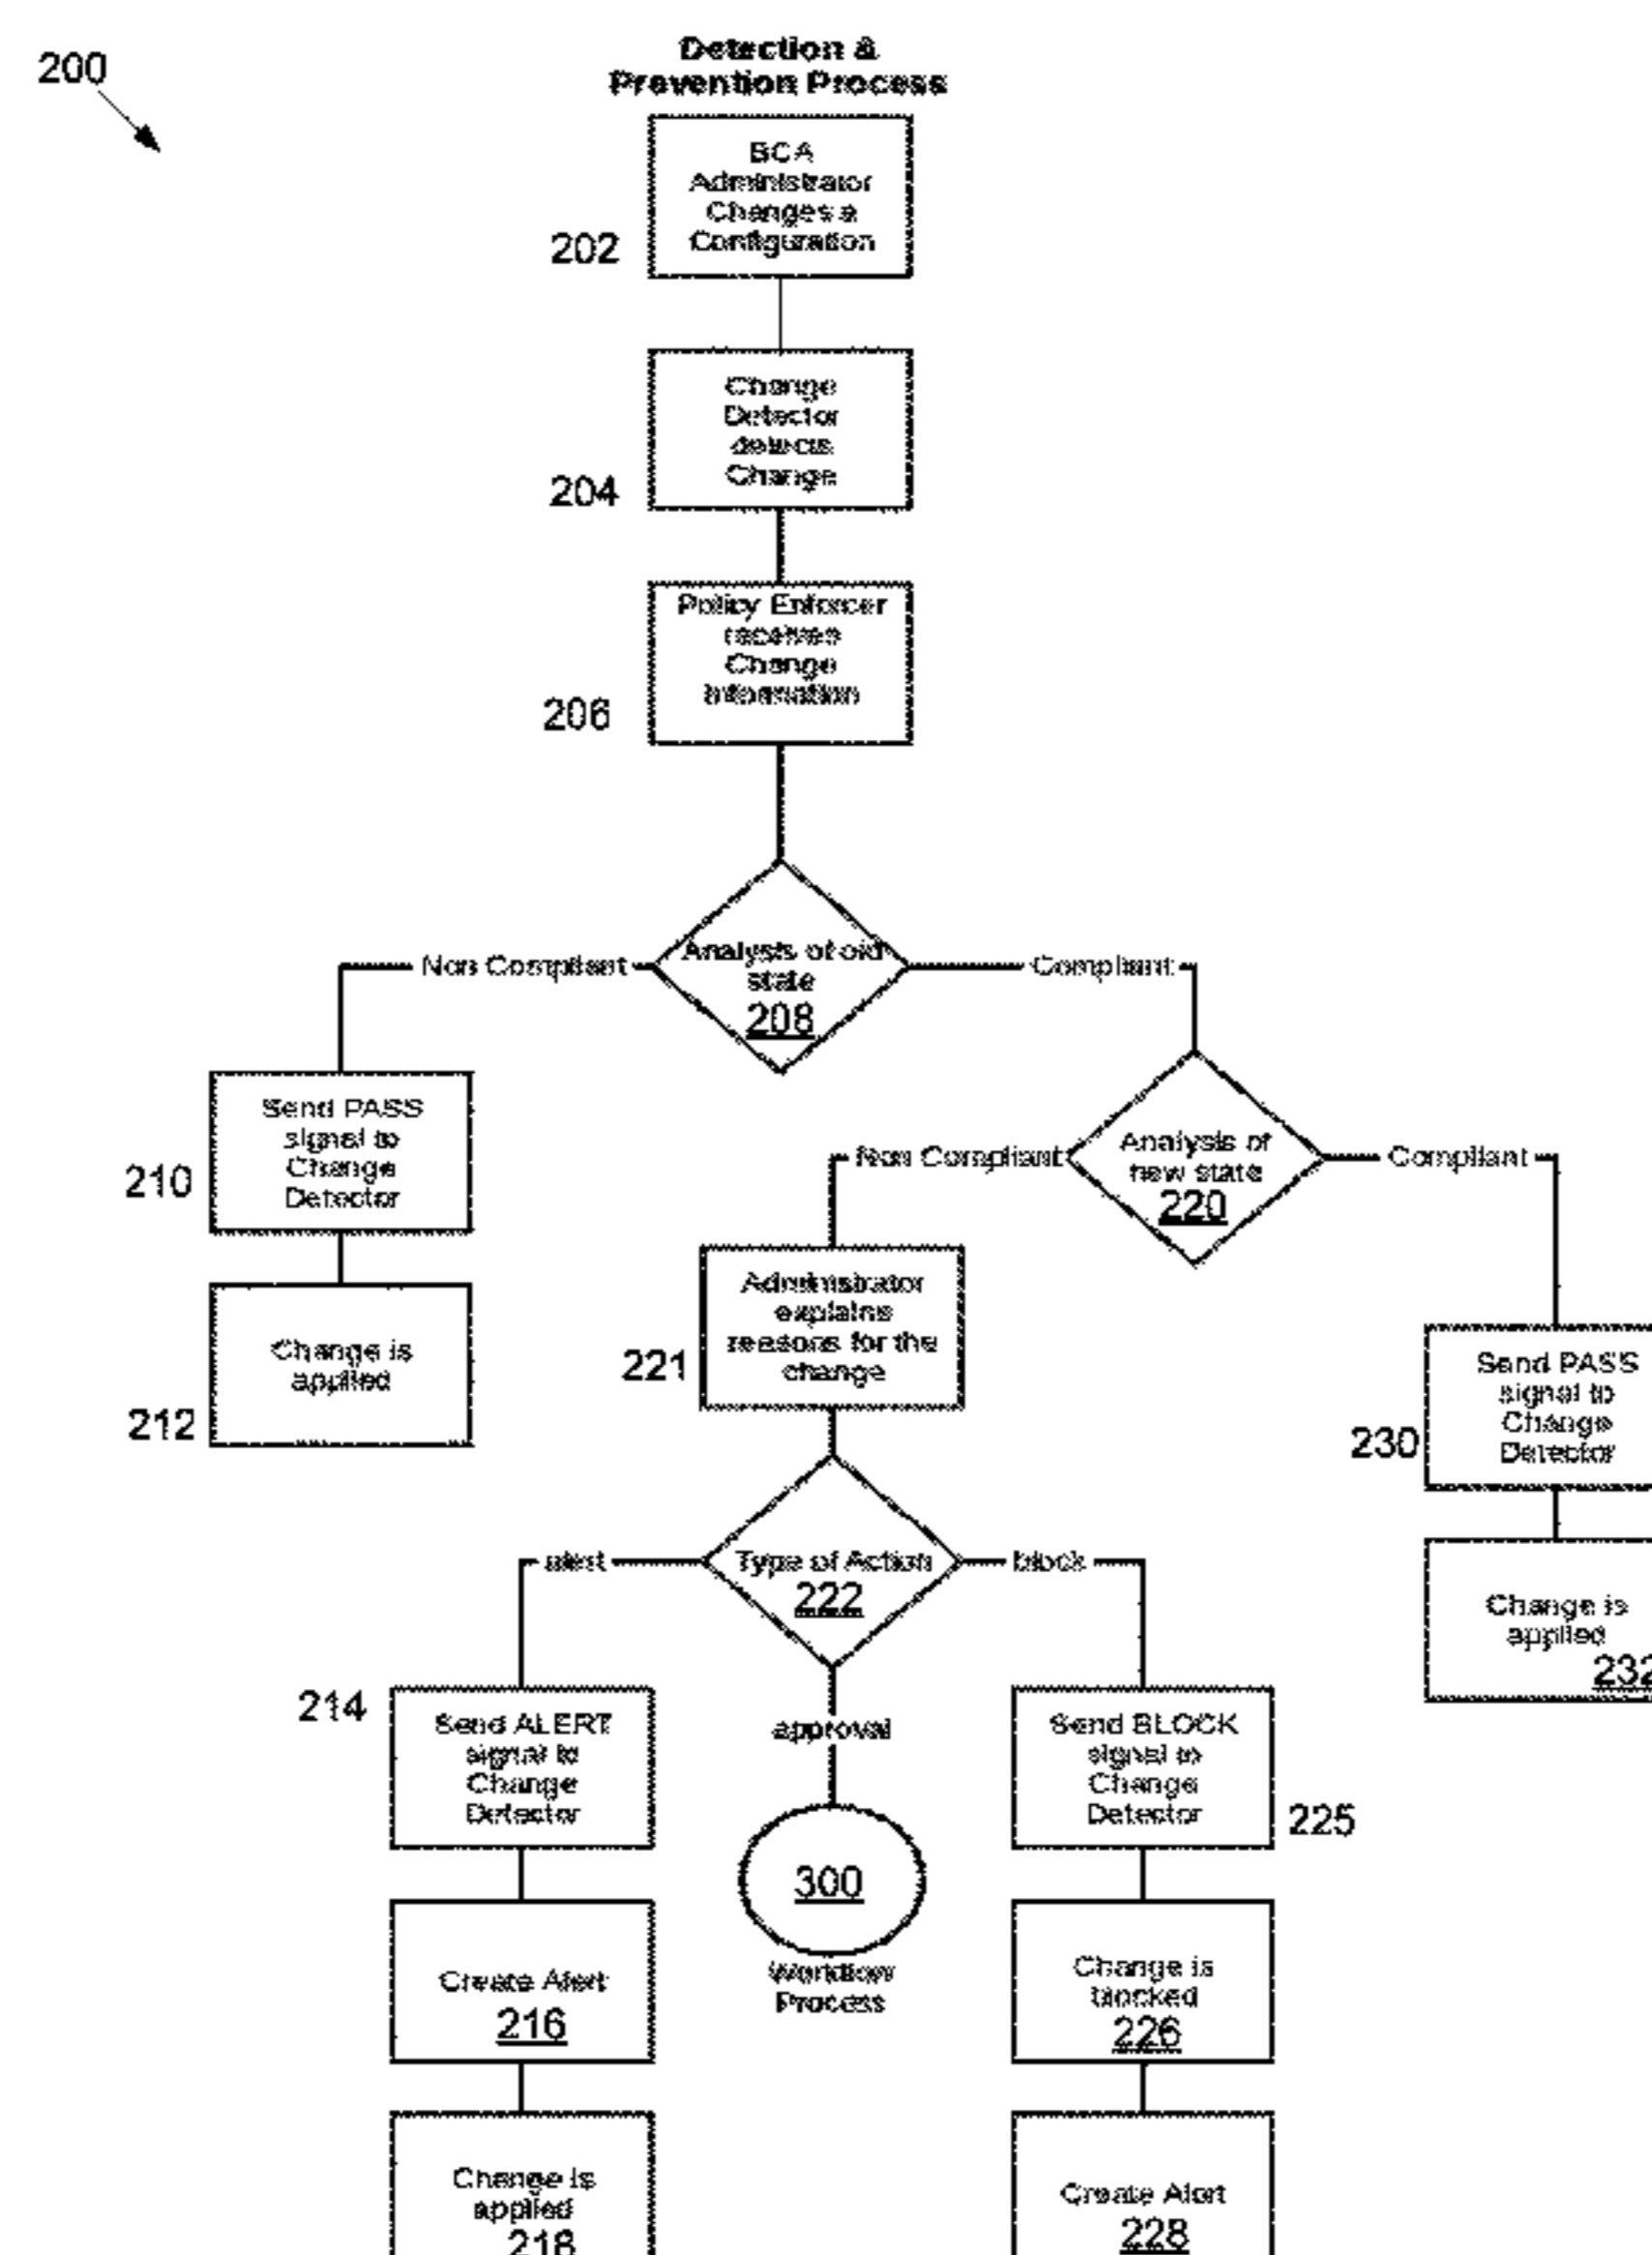 200
Detection &
Prevention Process
BCA
Administrator
Changes a
Configuration
202
Change
Detector
detects
Change
204
Policy Enforcer
receives
Change
Information
206
Non Compliant
Analysis of old
state
208
Compliant
Send PASS
signal to
Change
Detector
210
Change is
applied
212
Non Compliant
Analysis of
new state
220
Compliant
Administrator
explains
reasons for the
change
221
Send PASS
signal to
Change
Detector
230
Change is
applied
232
alert
Type of Action
222
block
214
Send ALERT
signal to
Change
Detector
approval
Send BLOCK
signal to
Change
Detector
225
300
Workflow
Process
Create Alert
216
Change is
blocked
226
Change is
applied
218
Create Alert
228